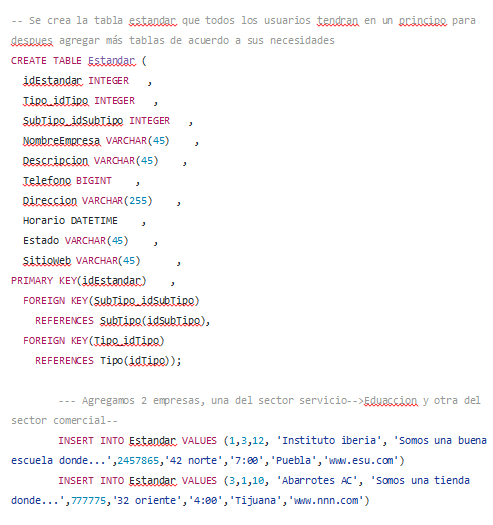 -- Se crea la tabla estandar que todos los usuarios tendran en un principo para
despues agregar más tablas de acuerdo a sus necesidades
CREATE TABLE Estandar (
idEstandar INTEGER ,
Tipo_idTipo INTEGER ,
SubTipo_idSubTipo INTEGER ,
NombreEmpresa VARCHAR(45) ,
Descripcion VARCHAR(45) ,
Telefono BIGINT ,
Direccion VARCHAR(255) ,
Horario DATETIME ,
Estado VARCHAR(45) ,
SitioWeb VARCHAR(45) ,
PRIMARY KEY(idEstandar) ,
FOREIGN KEY(SubTipo_idSubTipo)
REFERENCES SubTipo(idSubTipo),
FOREIGN KEY(Tipo_idTipo)
REFERENCES Tipo(idTipo));
--- Agregamos 2 empresas, una del sector servicio-->Eduaccion y otra del
sector comercial--
INSERT INTO Estandar VALUES (1,3,12, 'Instituto iberia', 'Somos una buena
escuela donde...',2457865,'42 norte','7:00','Puebla','www.esu.com')
INSERT INTO Estandar VALUES (3,1,10, 'Abarrotes AC', 'Somos una tienda
donde...',777775,'32 oriente','4:00','Tijuana','www.nnn.com')